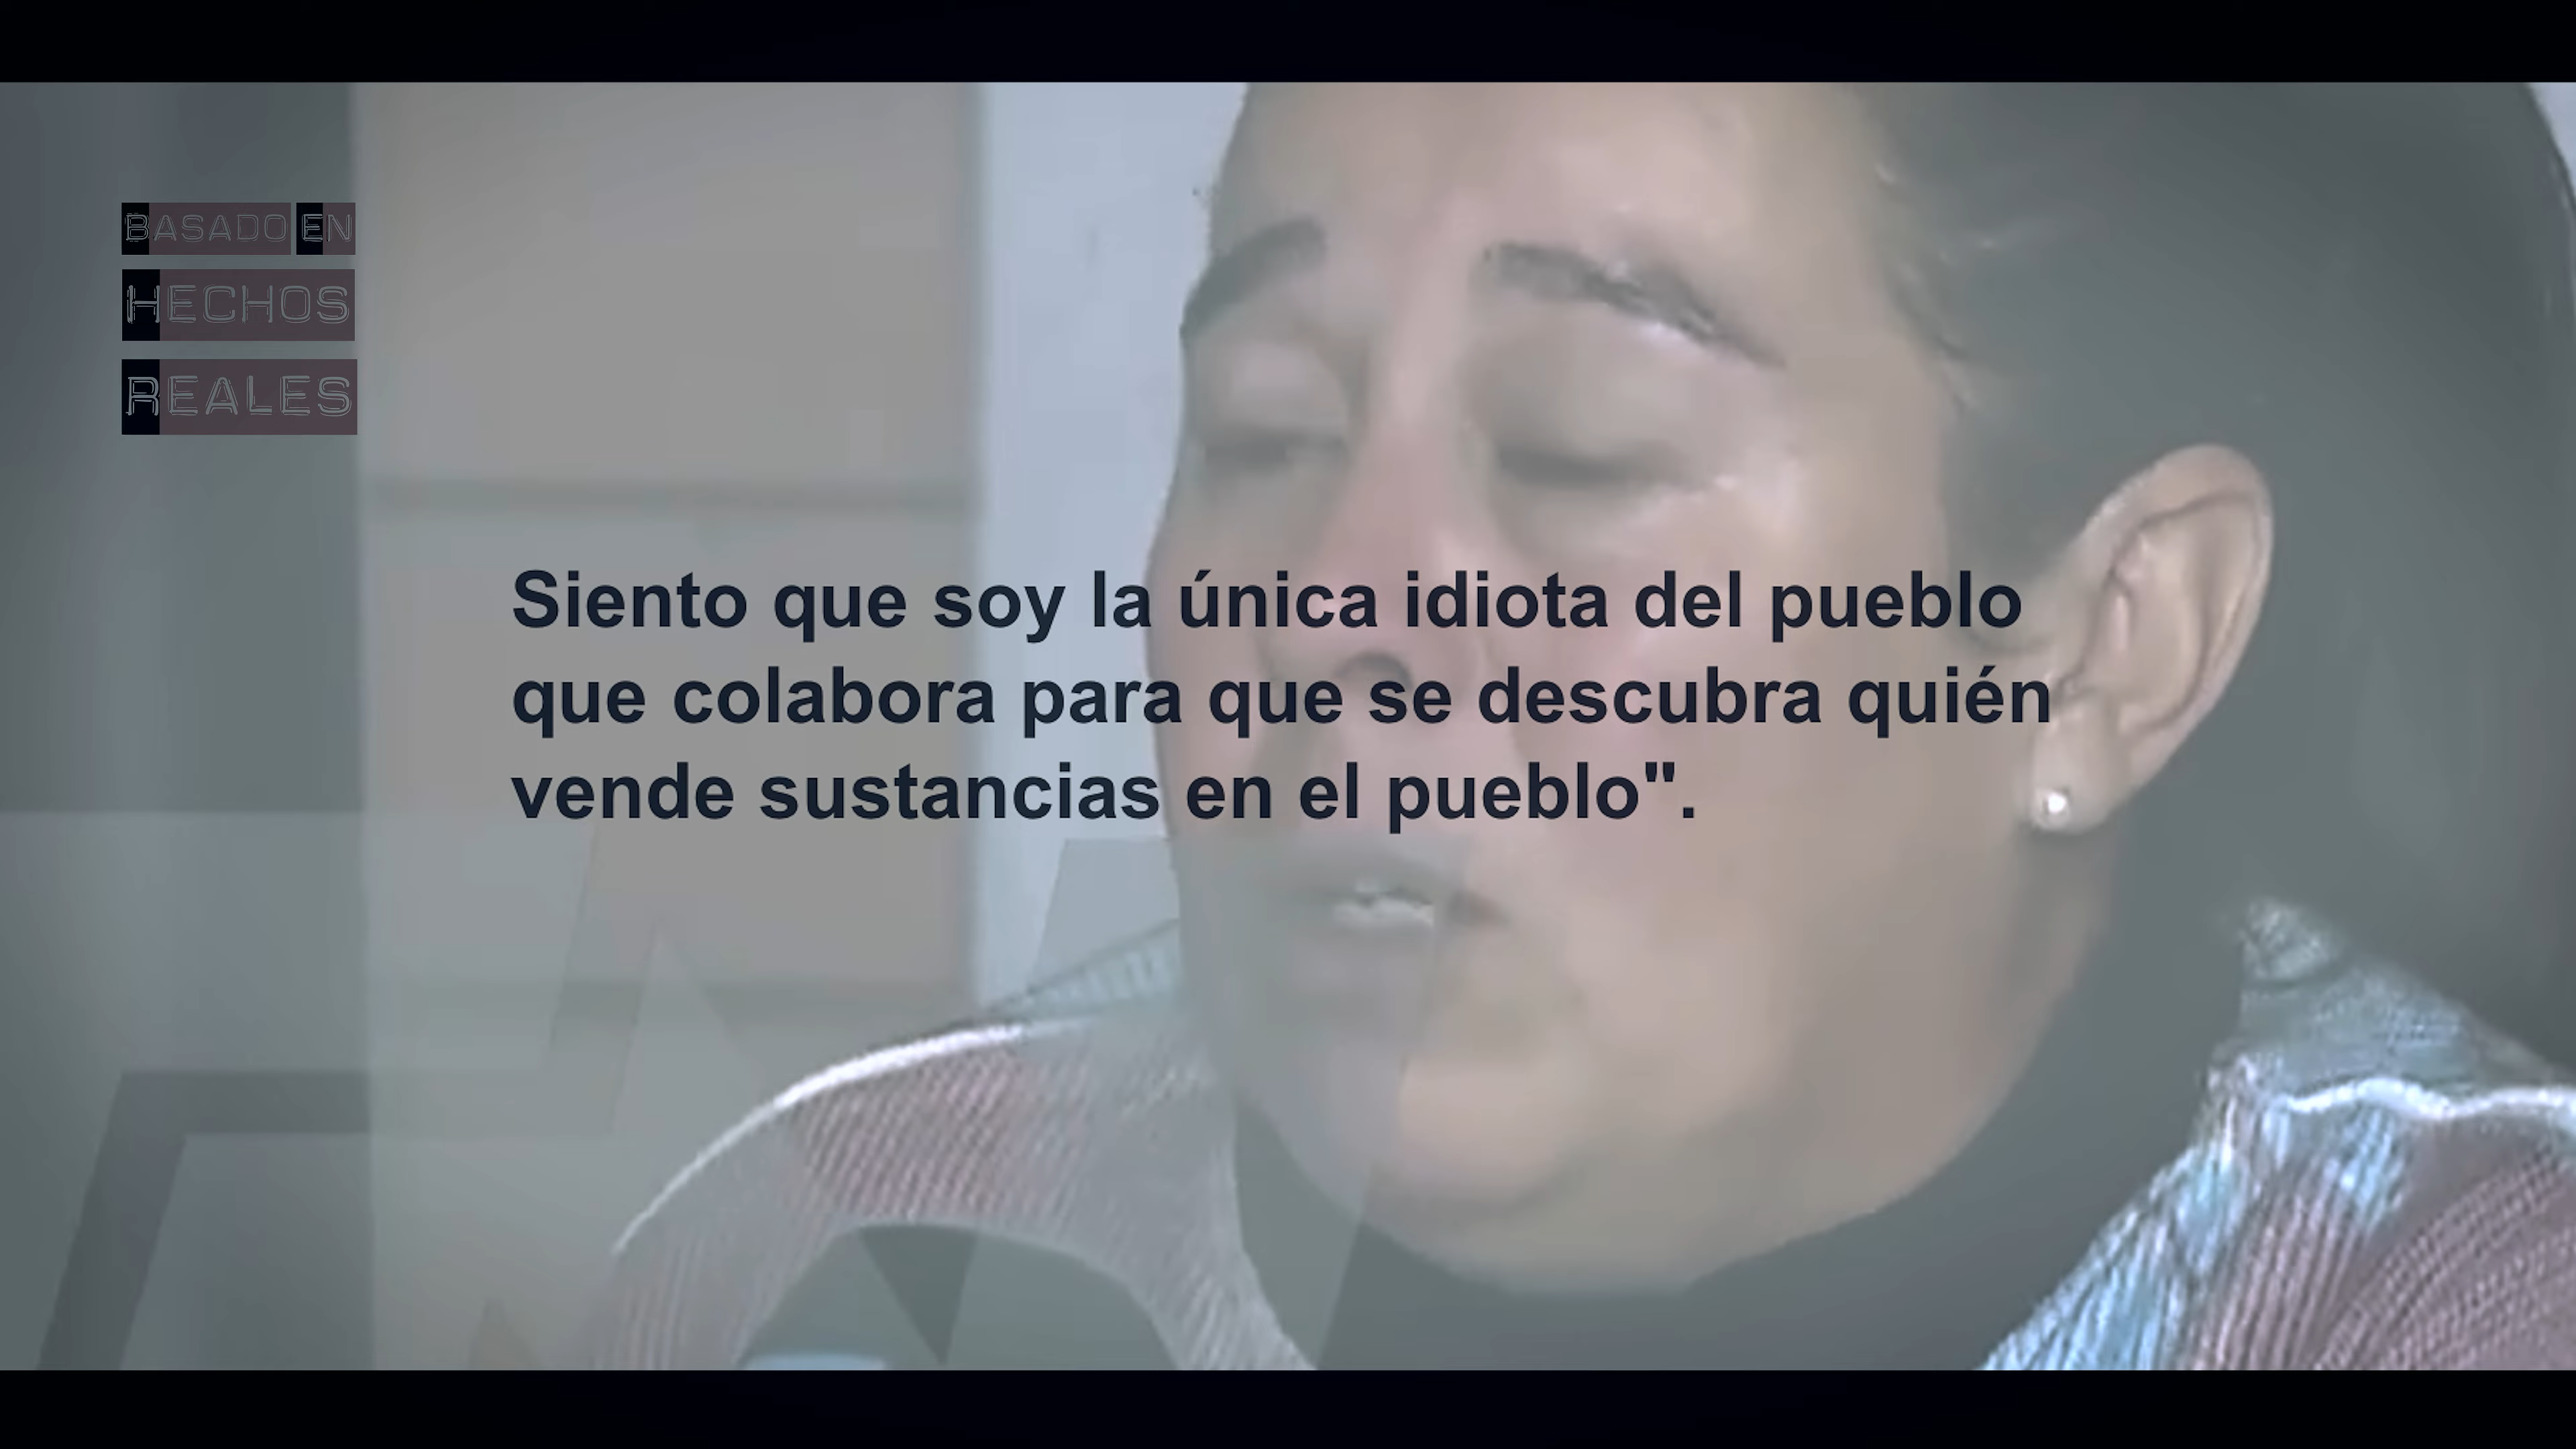 BASADO EN
HECHOS
REALES
Siento que soy la única idiota del pueblo
que colabora para que se descubra quién
vende sustancias en el pueblo".